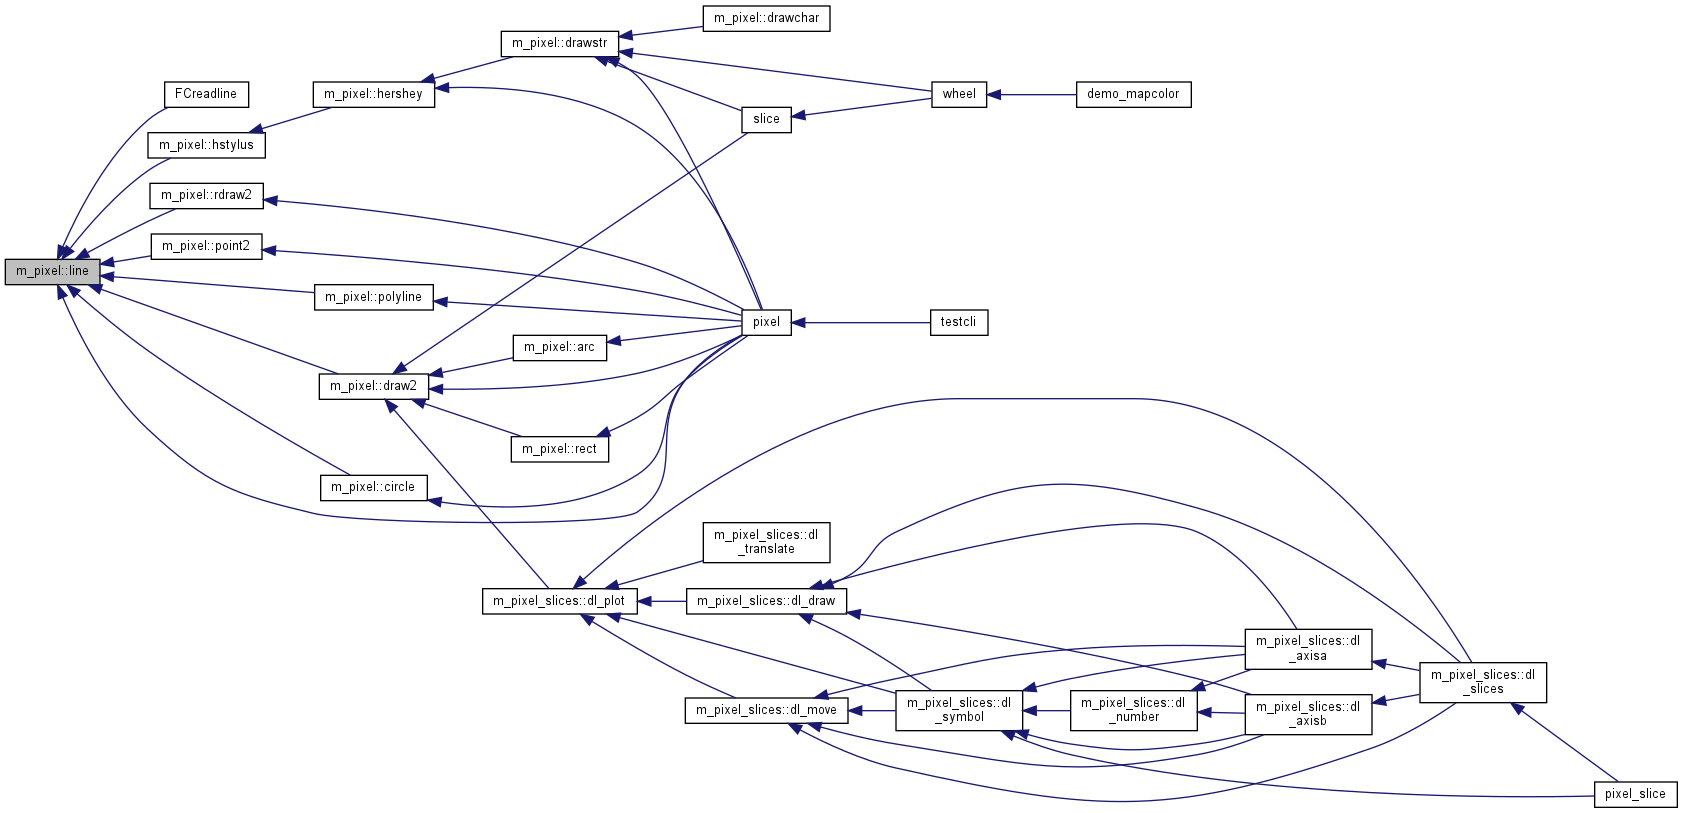 m_pixel::drawchar
m_pixel::drawstr
FCreadline
m_pixel::hershey
wheel
demo_mapcolor
slice
m_pixel::hstylus
m_pixel::rdraw2
m_pixel::point2
m_pixel::line
m_pixel::polyline
pixel
testcli
m_pixel::arc
m_pixel::draw2
m_pixel::rect
m_pixel::circle
m_pixel_slices::dl
_translate
m_pixel_slices::dl_plot
m_pixel_slices::dl_draw
m_pixel_slices::dl
_axisa
m_pixel_slices::dl
_slices
m_pixel_slices::dl_move
m_pixel_slices::dl
_symbol
m_pixel_slices::dl
_number
m_pixel_slices::dl
_axisb
pixel_slice